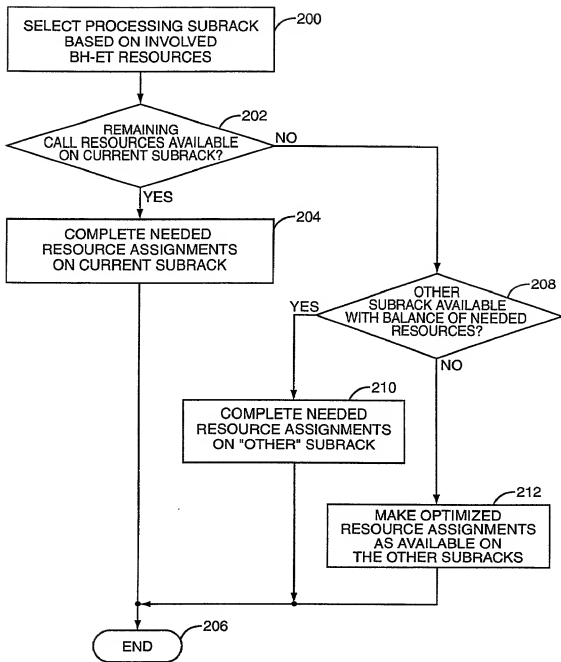 SELECT PROCESSING SUBRACK
BASED ON INVOLVED
BH-ET RESOURCES
200
REMAINING
CALL RESOURCES AVAILABLE
ON CURRENT SUBRACK?
202
NO
YES
COMPLETE NEEDED
RESOURCE ASSIGNMENTS
ON CURRENT SUBRACK
204
OTHER
SUBRACK AVAILABLE
WITH BALANCE OF NEEDED
RESOURCES?
208
YES
NO
COMPLETE NEEDED
RESOURCE ASSIGNMENTS
ON "OTHER" SUBRACK
210
MAKE OPTIMIZED
RESOURCE ASSIGNMENTS
AS AVAILABLE ON
THE OTHER SUBRACKS
212
END
206